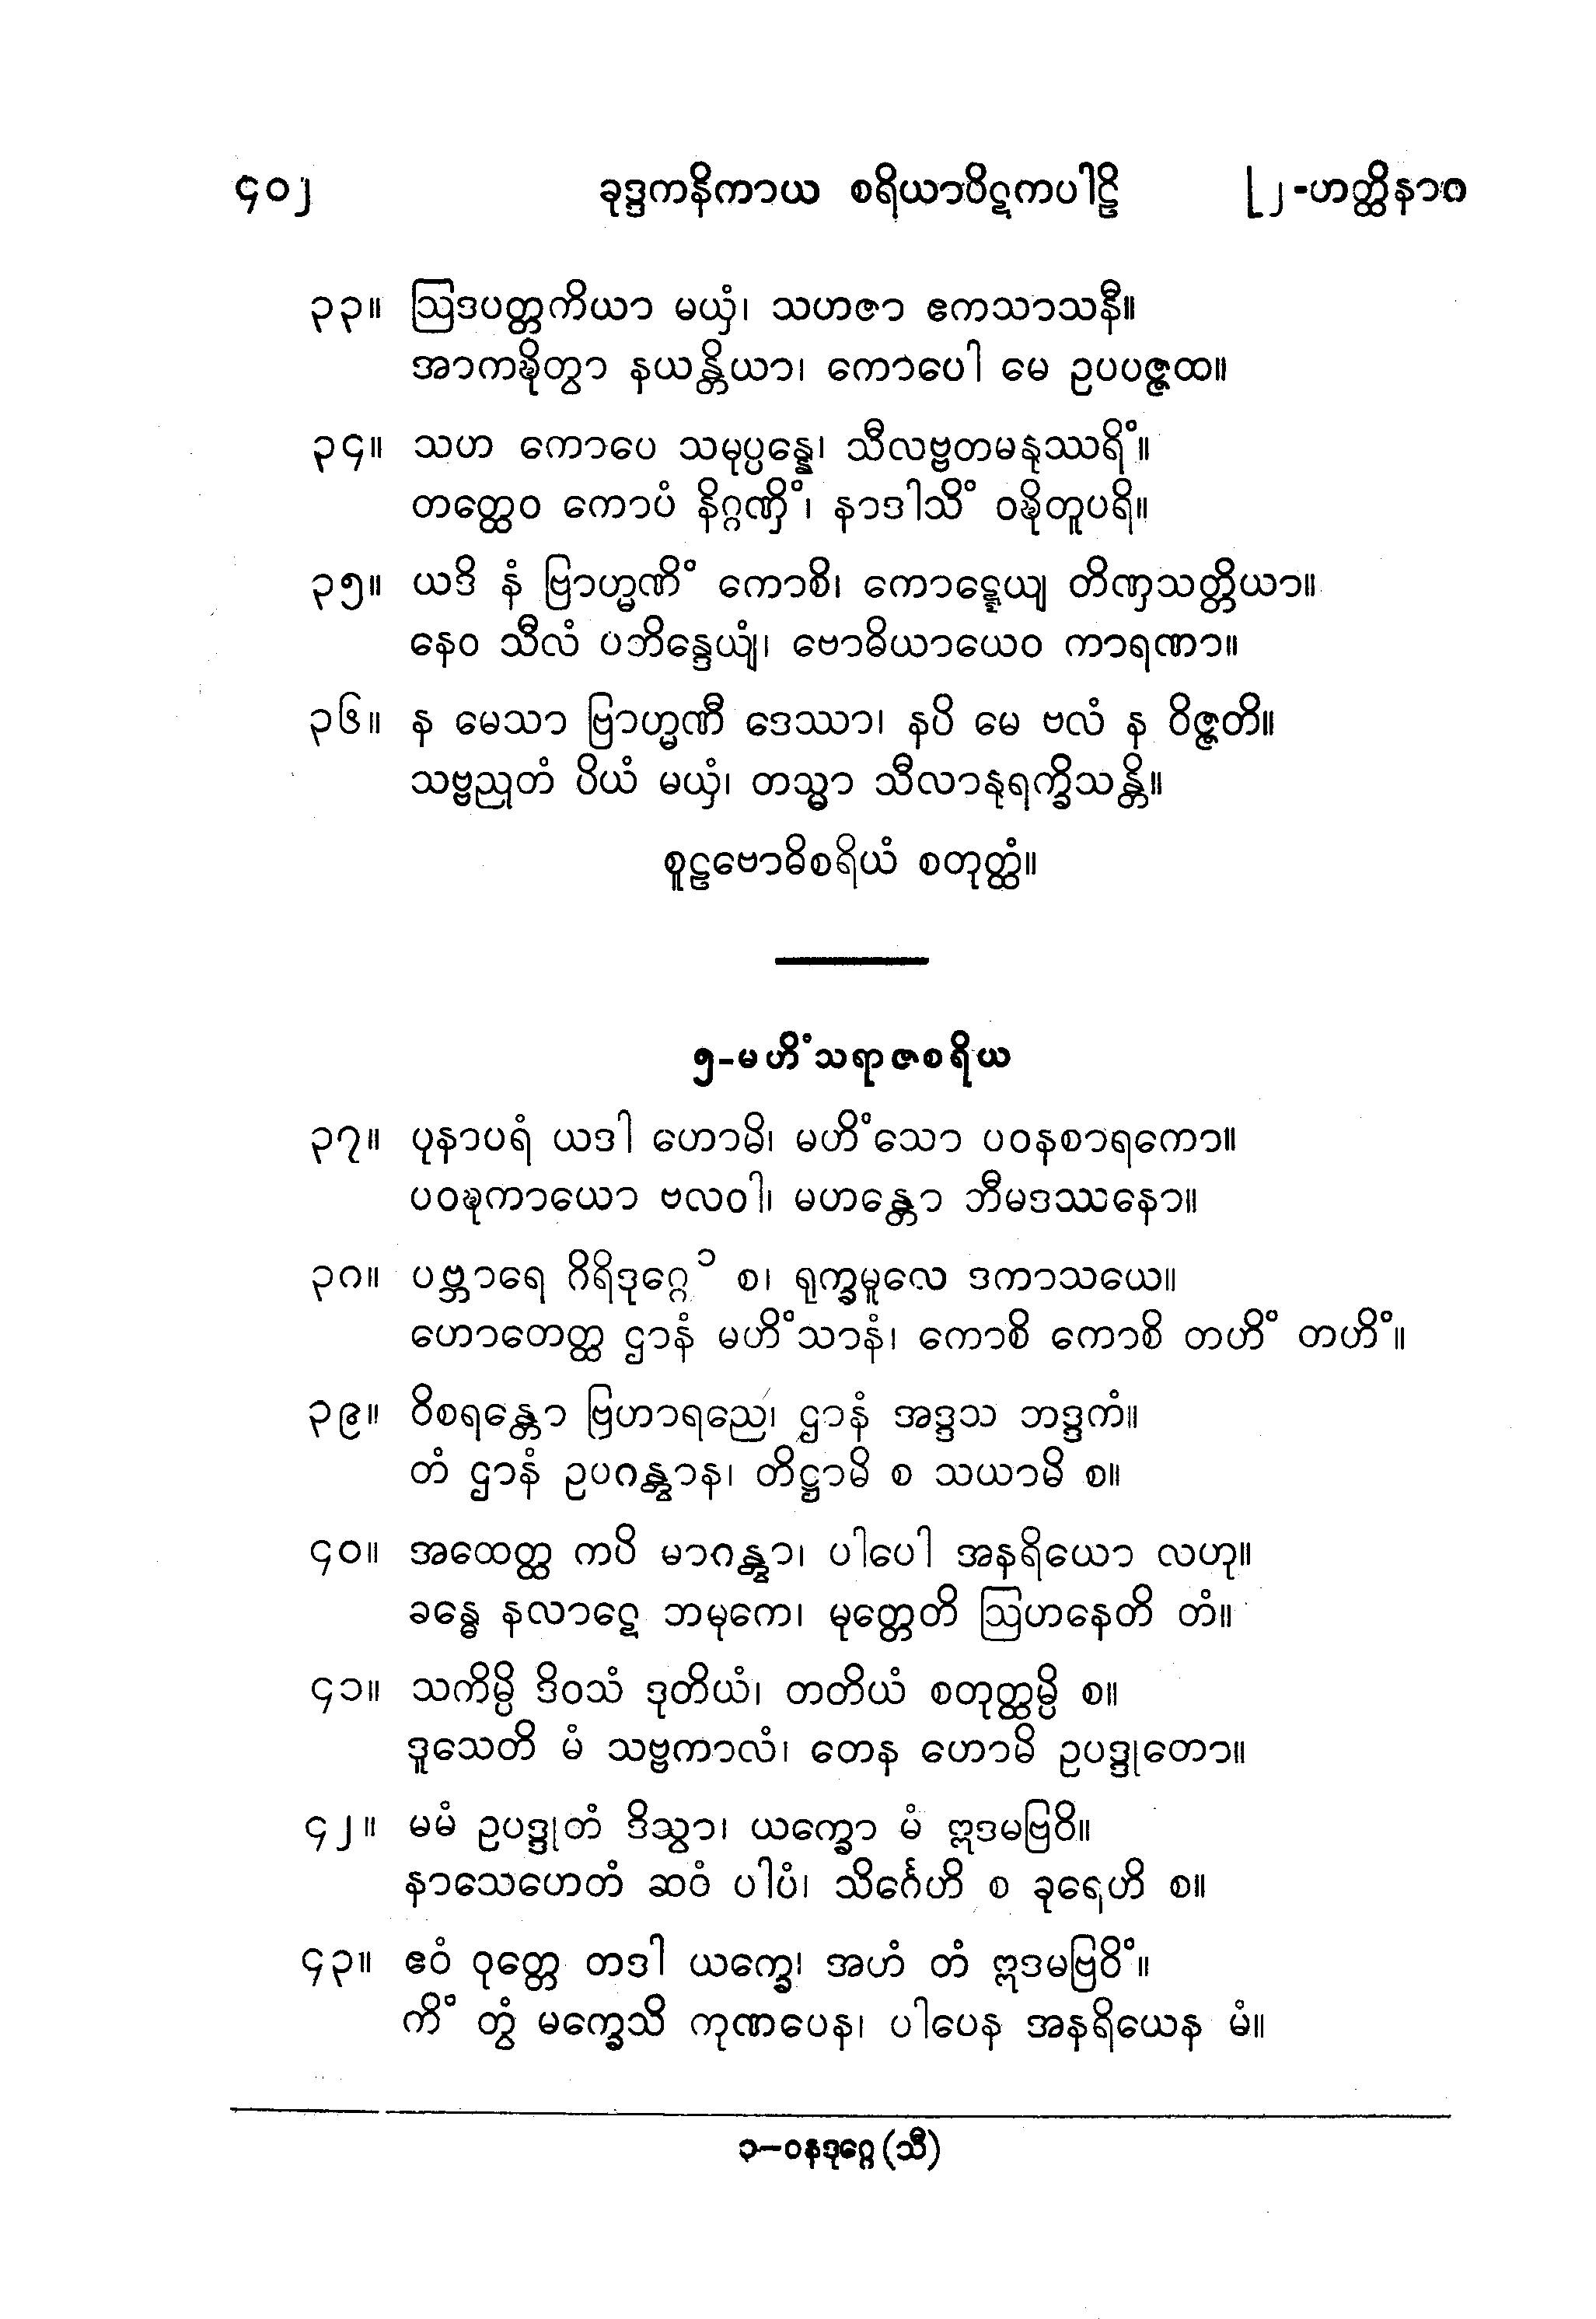 ၄၀၂ ခုဒ္ဒကနိကာယ စရိယာပိဋကပါဠိ [၂-ဟတ္ထိနာဂ
၃၃။ ဩဒပတ္တကိယာ မယှံ၊ သဟဇာ ဧကသာသနီ။
အာကဍ္ဎိတွာ နယန္တိယာ၊ ကောပေါ မေ ဥပပဇ္ဇထ။
၃၄။ သဟ ကောပေ သမုပ္ပန္နေ၊ သီလဗ္ဗတမနုဿရိံ။
တတ္ထေဝ ကောပံ နိဂ္ဂဏှိံ၊ နာဒါသိံ ဝဍ္ဎိတူပရိ။
၃၅။ ယဒိ နံ ဗြာဟ္မဏိံ ကောစိ၊ ကောဋ္ဋေယျ တိဏှသတ္တိယာ။
နေဝ သီလံ ပဘိန္ဒေယျံ၊ ဗောဓိယာယေဝ ကာရဏာ။
၃၆။ န မေသာ ဗြာဟ္မဏီ ဒေဿာ၊ နပိ မေ ဗလံ န ဝိဇ္ဇတိ။
သဗ္ဗညုတံ ပိယံ မယှံ၊ တသ္မာ သီလာနုရက္ခိသန္တိ။
စူဠဗောဓိစရိယံ စတုတ္ထံ။
၅-မဟိံသရာဇစရိယ
၃၇။ ပုနာပရံ ယဒါ ဟောမိ၊ မဟိံသော ပဝနစာရကော။
ပဝဍ္ဎကာယော ဗလဝါ၊ မဟန္တော ဘီမဒဿနော။
၃၈။ ပဗ္ဘာရေ ဂိရိဒုဂ္ဂေ ၁ စ၊ ရုက္ခမူလေ ဒကာသယေ။
ဟောတေတ္ထ ဌာနံ မဟိံသာနံ၊ ကောစိ ကောစိ တဟိံ တဟိံ။
၃၉။ ဝိစရန္တော ဗြဟာရညေ၊ ဌာနံ အဒ္ဒသ ဘဒ္ဒကံ။
တံ ဌာနံ ဥပဂန္တွာန၊ တိဋ္ဌာမိ စ သယာမိ စ။
၄၀။ အထေတ္ထ ကပိ မာဂန္တွာ၊ ပါပေါ အနရိယော လဟု။
ခန္ဓေ နလာဋေ ဘမုကေ၊ မုတ္တေတိ ဩဟနေတိ တံ။
၄၁။ သကိမ္ပိ ဒိဝသံ ဒုတိယံ၊ တတိယံ စတုတ္ထမ္ပိ စ။
ဒူသေတိ မံ သဗ္ဗကာလံ၊ တေန ဟောမိ ဥပဒ္ဒုတော။
၄၂။ မမံ ဥပဒ္ဒုတံ ဒိသွာ၊ ယက္ခော မံ ဣဒမဗြဝိ။
နာသေဟေတံ ဆဝံ ပါပံ၊ သိင်္ဂေဟိ စ ခုရေဟိ စ။
၄၃။ ဧဝံ ဝုတ္တေ တဒါ ယက္ခေ၊ အဟံ တံ ဣဒမဗြဝိံ။
ကိံ တွံ မက္ခေသိ ကုဏပေန၊ ပါပေန အနရိယေန မံ။
၁-ဝနဒုဂ္ဂေ (သီ)